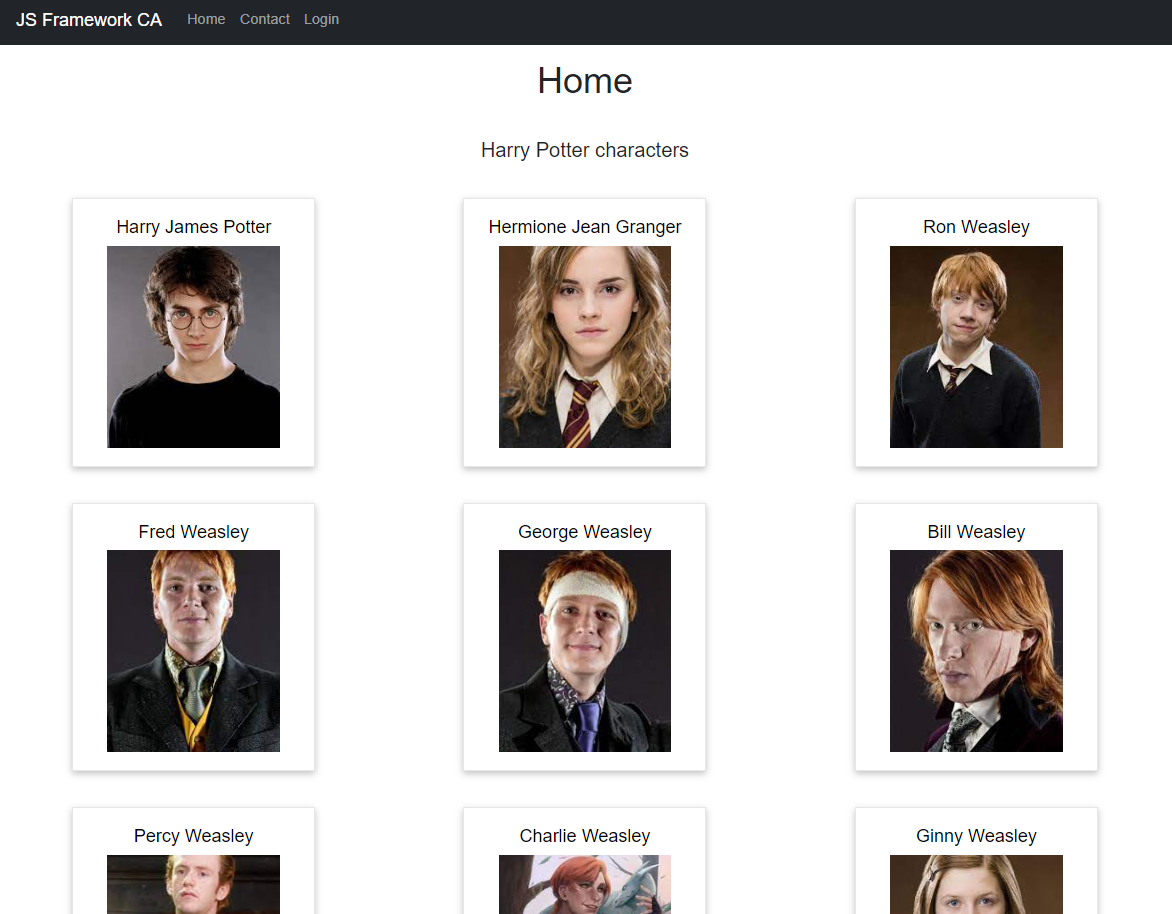 JS Framework CA Home Contact Login
Home
Harry Potter characters
Harry James Potter
Hermione Jean Granger
Ron Weasley
Fred Weasley
George Weasley
Bill Weasley
Percy Weasley
Charlie Weasley
Ginny Weasley